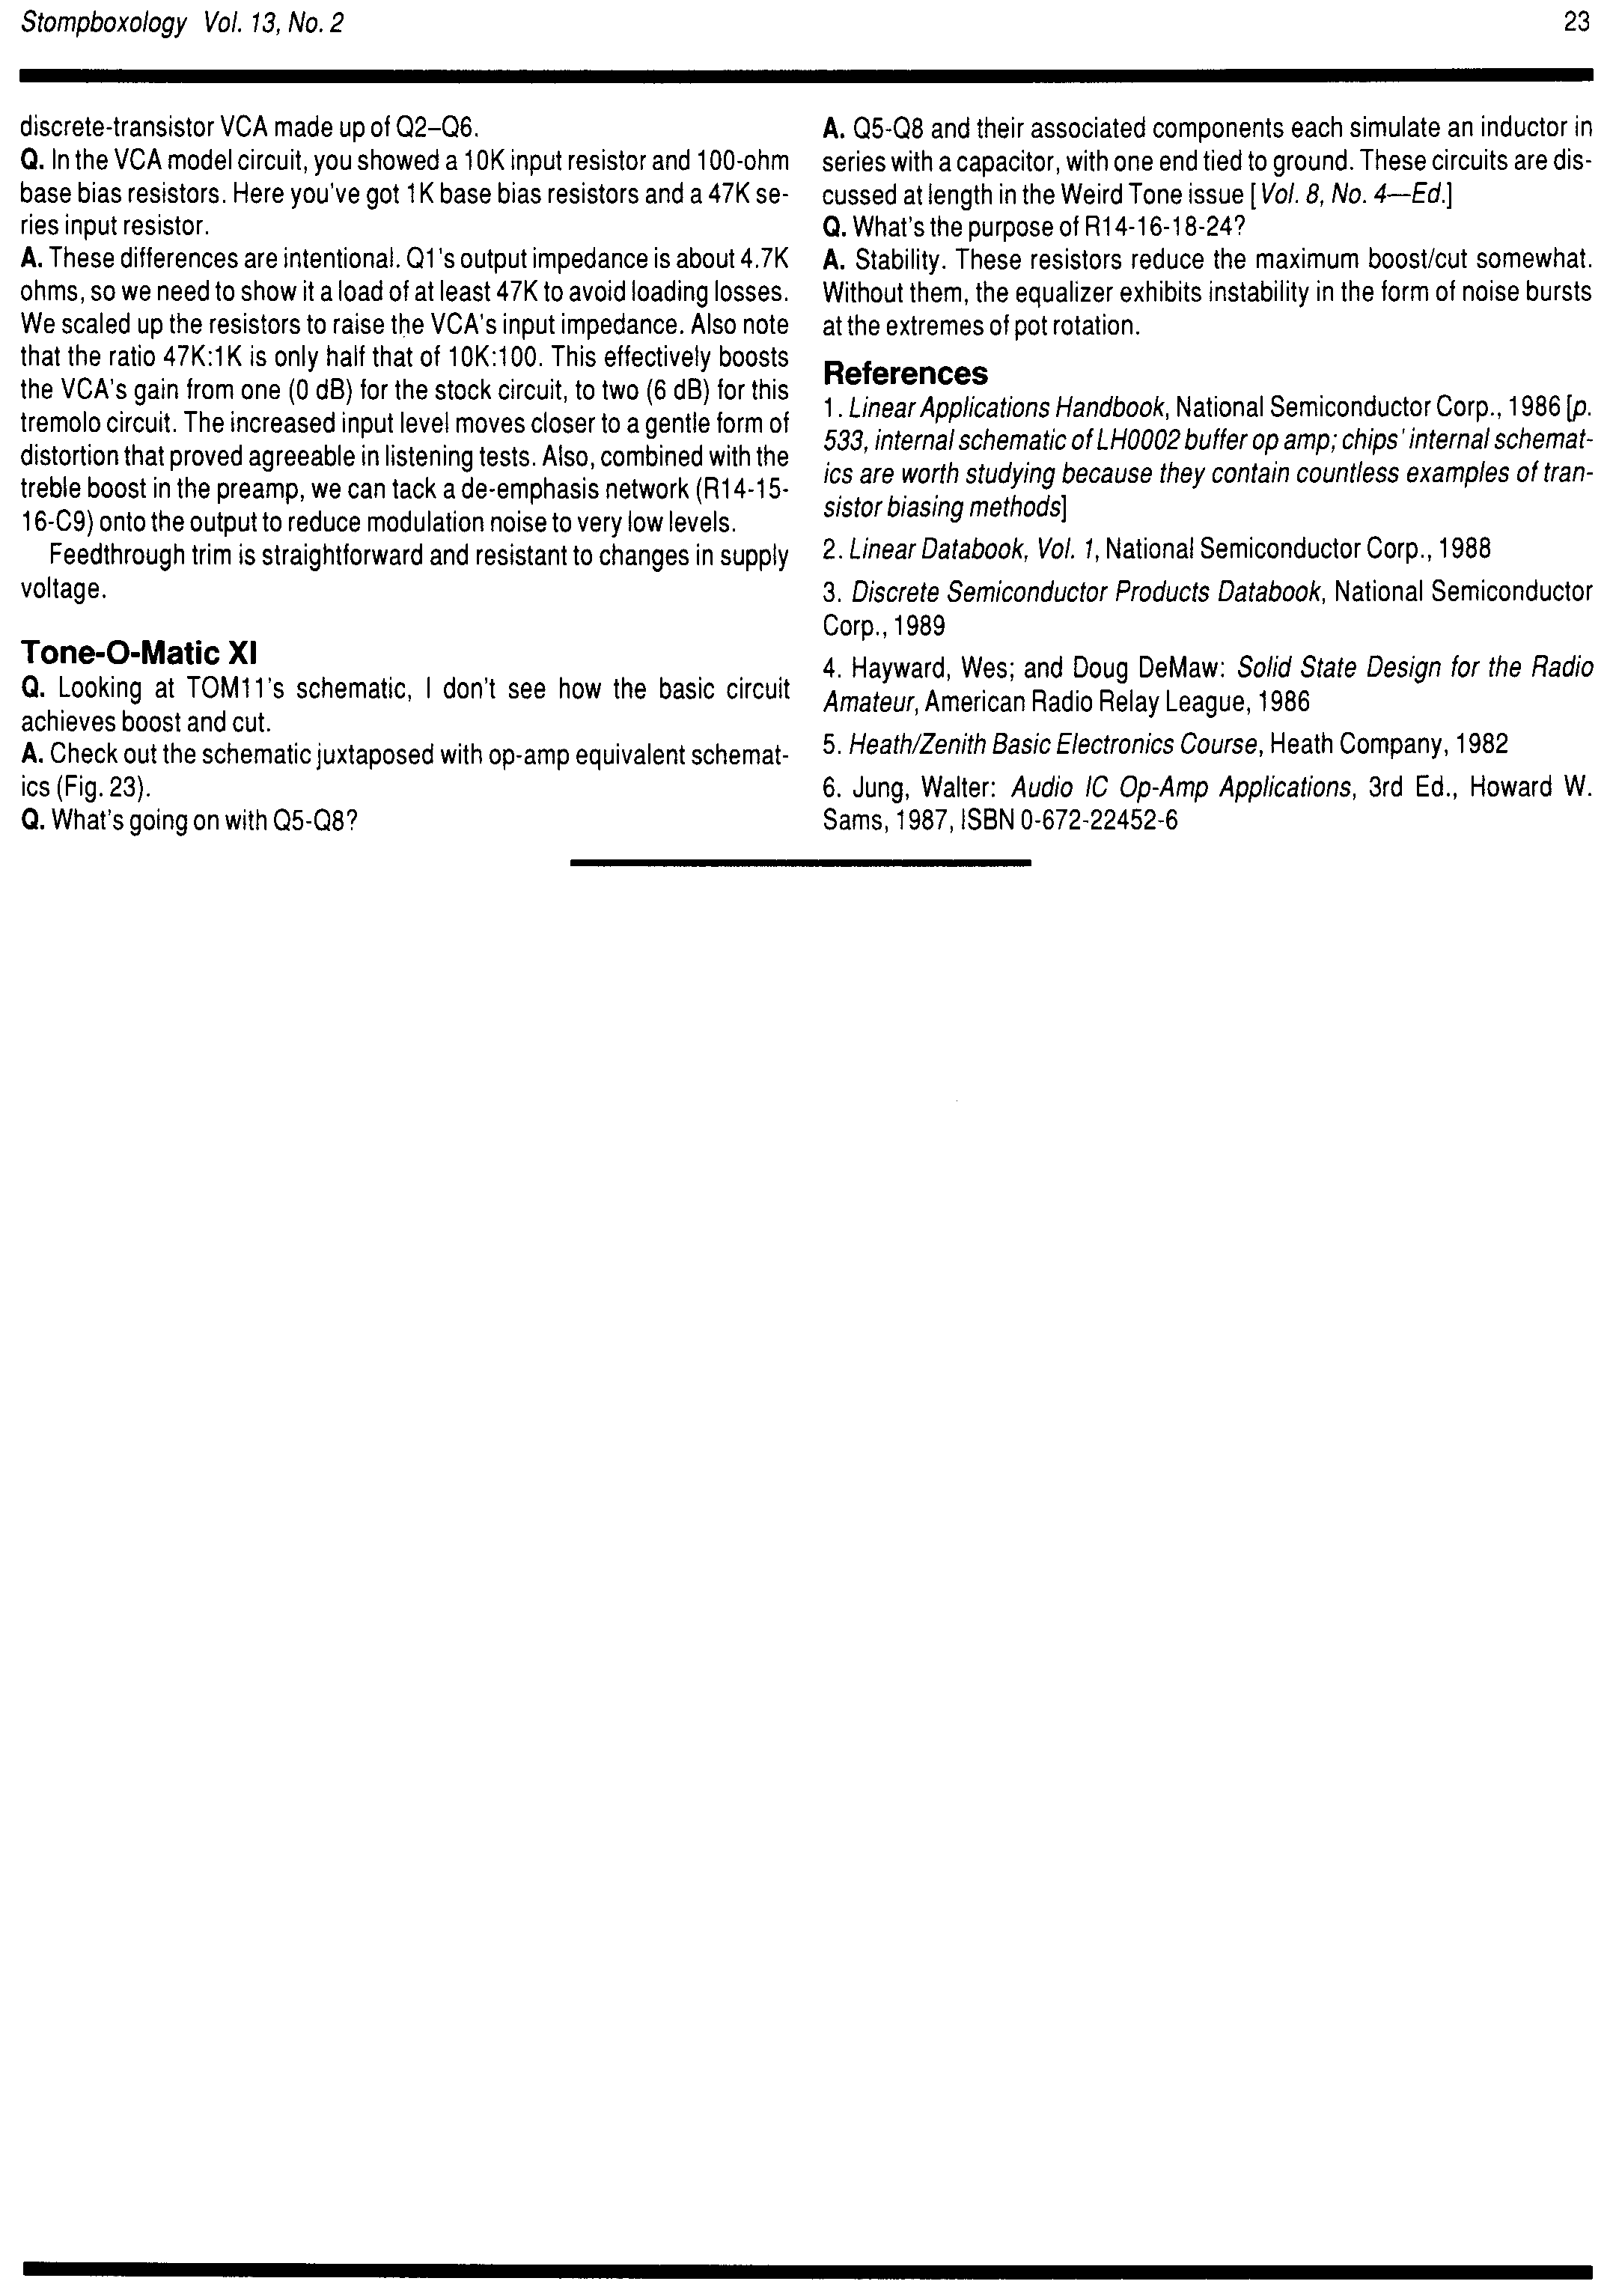 Stompboxology Vol. 13, No. 2
23
discrete-transistor VCA made up of Q2–Q6.
Q. In the VCA model circuit, you showed a 10K input resistor and 100-ohm
base bias resistors. Here you've got 1K base bias resistors and a 47K se-
ries input resistor.
A. These differences are intentional. Q1's output impedance is about 4.7K
ohms, so we need to show it a load of at least 47K to avoid loading losses.
We scaled up the resistors to raise the VCA's input impedance. Also note
that the ratio 47K:1K is only half that of 10K:100. This effectively boosts
the VCA's gain from one (0 dB) for the stock circuit, to two (6 dB) for this
tremolo circuit. The increased input level moves closer to a gentle form of
distortion that proved agreeable in listening tests. Also, combined with the
treble boost in the preamp, we can tack a de-emphasis network (R14-15-
16-C9) onto the output to reduce modulation noise to very low levels.
Feedthrough trim is straightforward and resistant to changes in supply
voltage.
Tone-O-Matic XI
Q. Looking at TOM11's schematic, I don't see how the basic circuit
achieves boost and cut.
A. Check out the schematic juxtaposed with op-amp equivalent schemat-
ics (Fig. 23).
Q. What's going on with Q5-Q8?
A. Q5-Q8 and their associated components each simulate an inductor in
series with a capacitor, with one end tied to ground. These circuits are dis-
cussed at length in the Weird Tone issue [Vol. 8, No. 4—Ed.]
Q. What's the purpose of R14-16-18-24?
A. Stability. These resistors reduce the maximum boost/cut somewhat.
Without them, the equalizer exhibits instability in the form of noise bursts
at the extremes of pot rotation.
References
1. Linear Applications Handbook, National Semiconductor Corp., 1986 [p.
533, internal schematic of LH0002 buffer op amp; chips' internal schemat-
ics are worth studying because they contain countless examples of tran-
sistor biasing methods]
2. Linear Databook, Vol. 1, National Semiconductor Corp., 1988
3. Discrete Semiconductor Products Databook, National Semiconductor
Corp., 1989
4. Hayward, Wes; and Doug DeMaw: Solid State Design for the Radio
Amateur, American Radio Relay League, 1986
5. Heath/Zenith Basic Electronics Course, Heath Company, 1982
6. Jung, Walter: Audio IC Op-Amp Applications, 3rd Ed., Howard W.
Sams, 1987, ISBN 0-672-22452-6